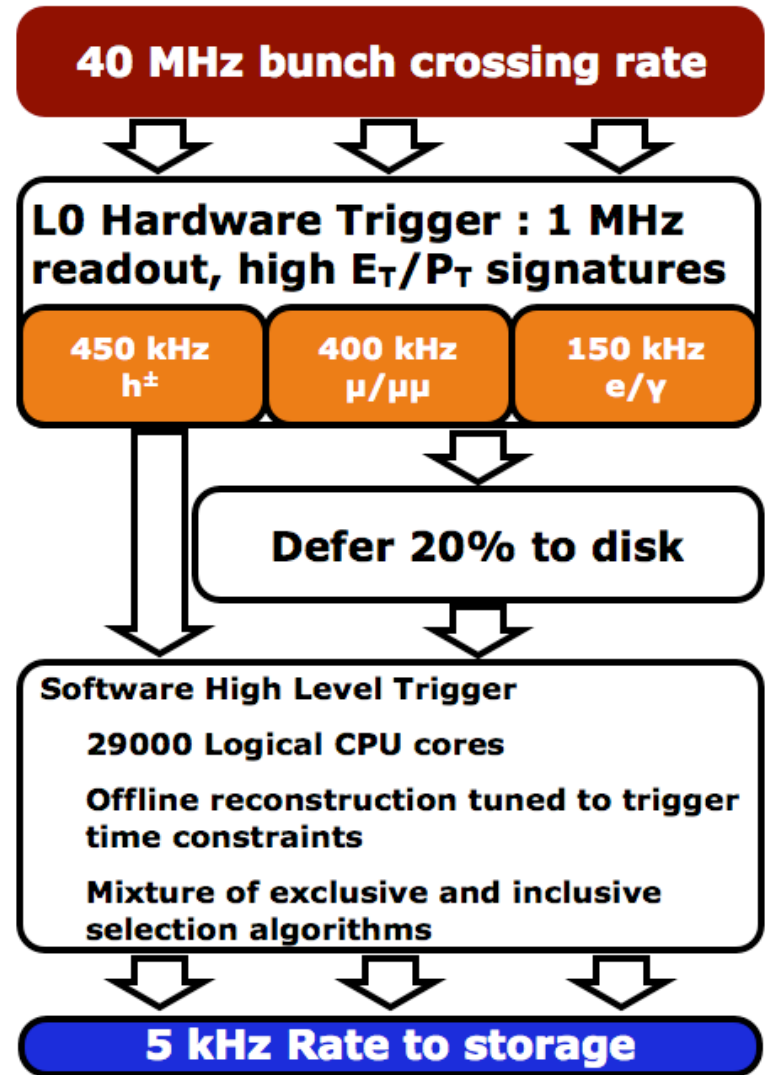 40 MHz bunch crossing rate
L0 Hardware Trigger : 1 MHz
readout, high Eᴛ/Pᴛ signatures
450 kHz
h±
400 kHz
µ/µµ
150 kHz
e/γ
Defer 20% to disk
Software High Level Trigger
29000 Logical CPU cores
Offline reconstruction tuned to trigger
time constraints
Mixture of exclusive and inclusive
selection algorithms
5 kHz Rate to storage